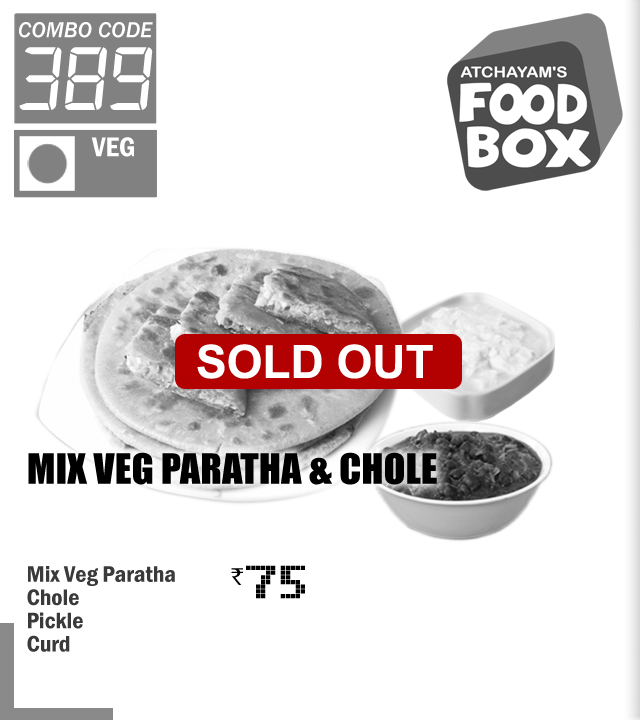 COMBO CODE
389
VEG
ATCHAYAM'S
FOOD
BOX
SOLD OUT
MIX VEG PARATHA & CHOLE
Mix Veg Paratha
Chole
Pickle
Curd
₹75